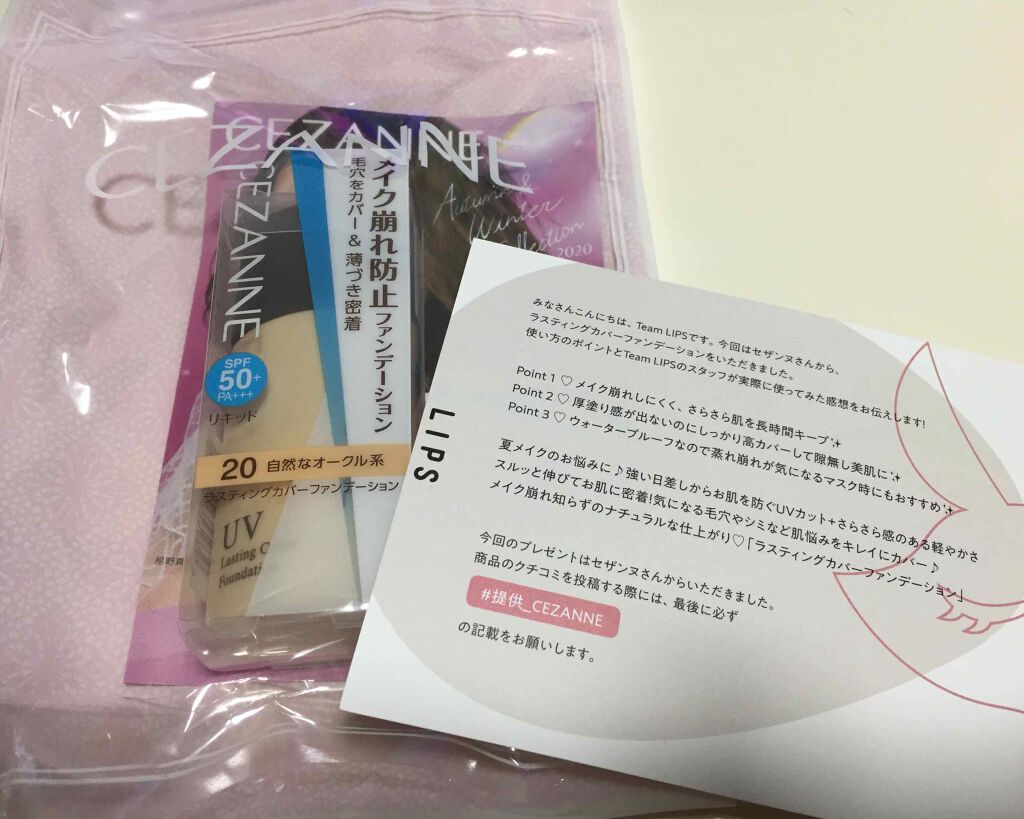 CEZANNE
CEZANNE
CEZANNE
Autumn &
Winter
Collection
2020
メイク崩れ防止ファンデーション
毛穴をカバー & 薄づき密着
SPF
50+
PA+++
リキッド
20 自然なオークル系
ラスティングカバーファンデーション
UV
Lasting C
Foundati
LIPS
みなさんこんにちは、Team LIPSです。今回はセザンヌさんから、
ラスティングカバーファンデーションをいただきました。
使い方のポイントとTeam LIPSのスタッフが実際に使ってみた感想をお伝えします!
Point 1 ♡ メイク崩れしにくく、さらさら肌を長時間キープ
Point 2 ♡ 厚塗り感が出ないのにしっかり高カバーして隙無し美肌に
Point 3 ♡ ウォータープルーフなので蒸れ崩れが気になるマスク時にもおすすめ
夏メイクのお悩みに♪強い日差しからお肌を防ぐUVカット+さらさら感のある軽やかさ
スルッと伸びてお肌に密着!気になる毛穴やシミなど肌悩みをキレイにカバー♪
メイク崩れ知らずのナチュラルな仕上がり♡「ラスティングカバーファンデーション」
今回のプレゼントはセザンヌさんからいただきました。
商品のクチコミを投稿する際には、最後に必ず
#提供_CEZANNE
の記載をお願いします。